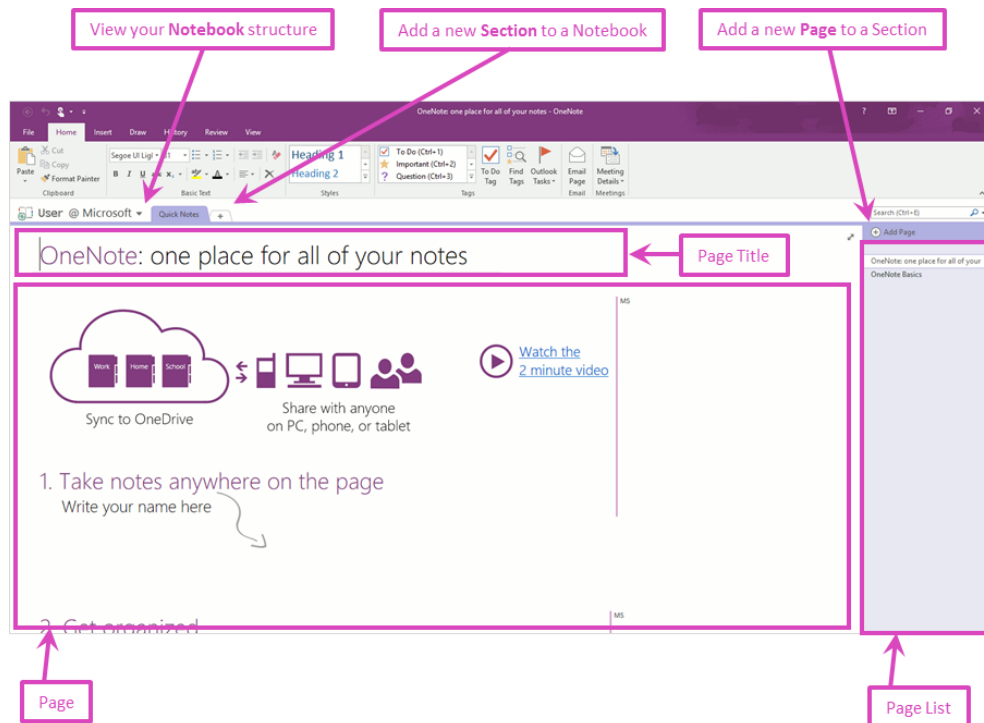 View your Notebook structure
Add a new Section to a Notebook
Add a new Page to a Section
OneNote: one place for all of your notes - OneNote
File Home Insert Draw History Review View
Paste
Cut
Copy
Format Painter
Clipboard
Segoe UI Ligl
B I U
Basic Text
Heading 1
Heading 2
Styles
To Do (Ctrl+1)
Important (Ctrl+2)
Question (Ctrl+3)
Tags
To Do
Tag
Find
Tags
Outlook
Tasks
Email
Page
Email
Meeting
Details
Meetings
User @ Microsoft
Quick Notes
Search (Ctrl+E)
Add Page
OneNote: one place for all of your notes
Page Title
OneNote: one place for all of your
OneNote Basics
MS
Work
Home
School
Sync to OneDrive
Share with anyone
on PC, phone, or tablet
Watch the
2 minute video
1. Take notes anywhere on the page
Write your name here
MS
2. Get organized
Page
Page List